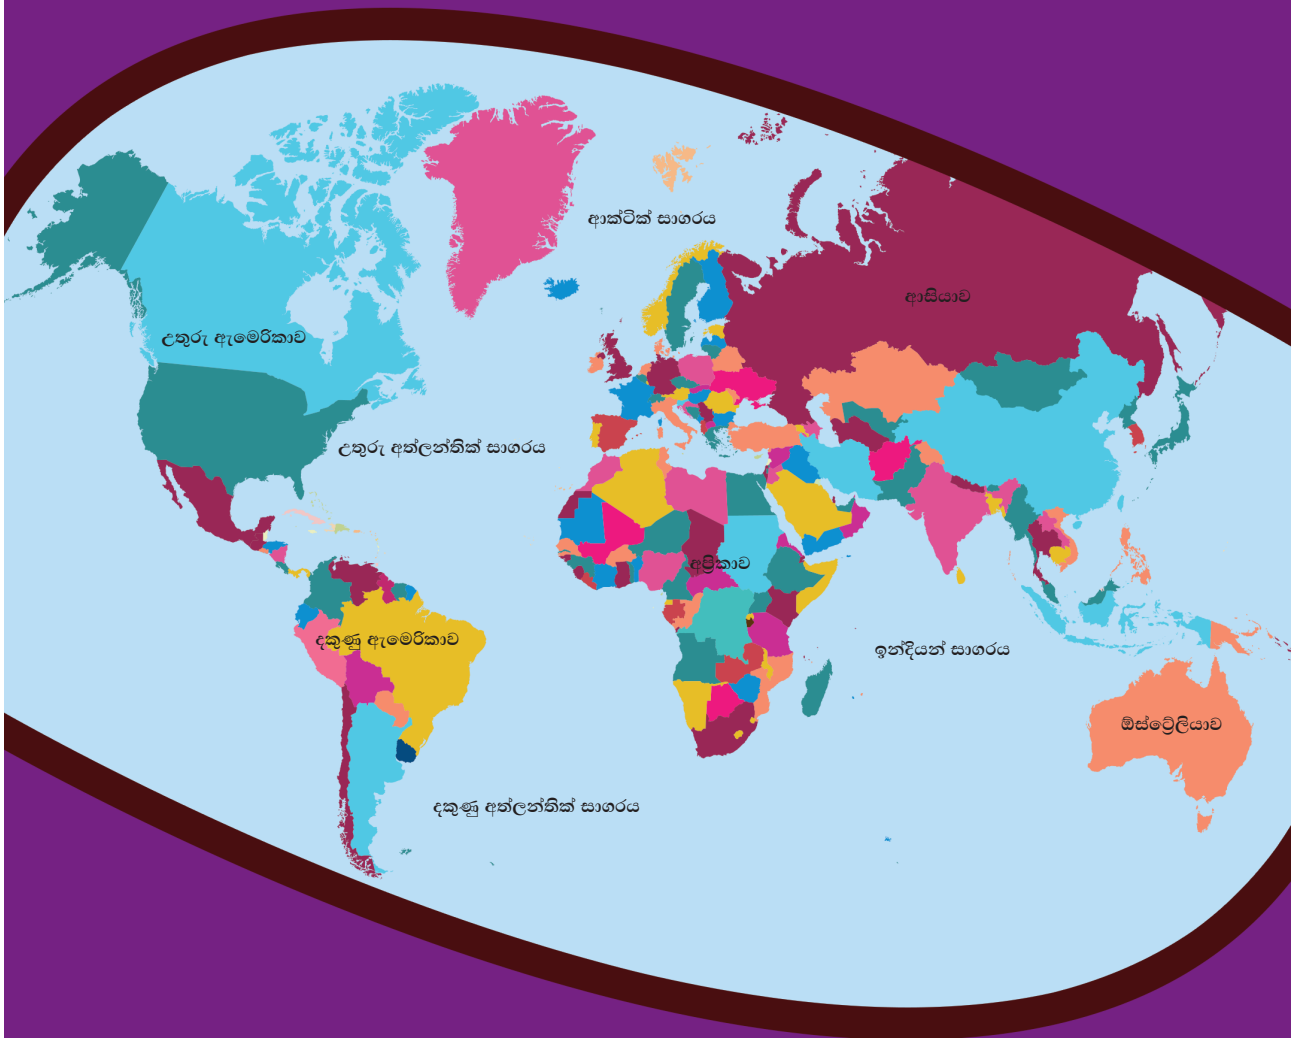 ආක්ටික් සාගරය
ආසියාව
උතුරු ඇමෙරිකාව
උතුරු අත්ලන්තික් සාගරය
අප්‍රිකාව
දකුණු ඇමෙරිකාව
ඉන්දියන් සාගරය
ඕස්ට්‍රේලියාව
දකුණු අත්ලන්තික් සාගරය